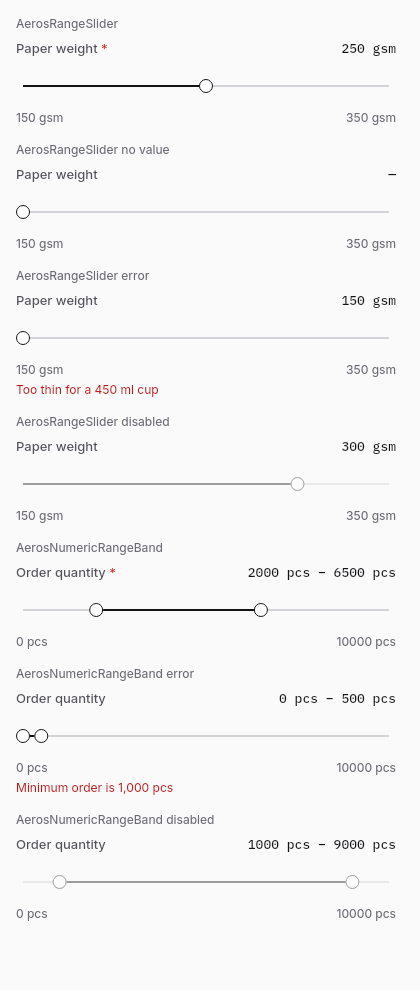 AerosRangeSlider
Paper weight * 250 gsm
150 gsm 350 gsm
AerosRangeSlider no value
Paper weight —
150 gsm 350 gsm
AerosRangeSlider error
Paper weight 150 gsm
150 gsm 350 gsm
Too thin for a 450 ml cup
AerosRangeSlider disabled
Paper weight 300 gsm
150 gsm 350 gsm
AerosNumericRangeBand
Order quantity * 2000 pcs – 6500 pcs
0 pcs 10000 pcs
AerosNumericRangeBand error
Order quantity 0 pcs – 500 pcs
0 pcs 10000 pcs
Minimum order is 1,000 pcs
AerosNumericRangeBand disabled
Order quantity 1000 pcs – 9000 pcs
0 pcs 10000 pcs